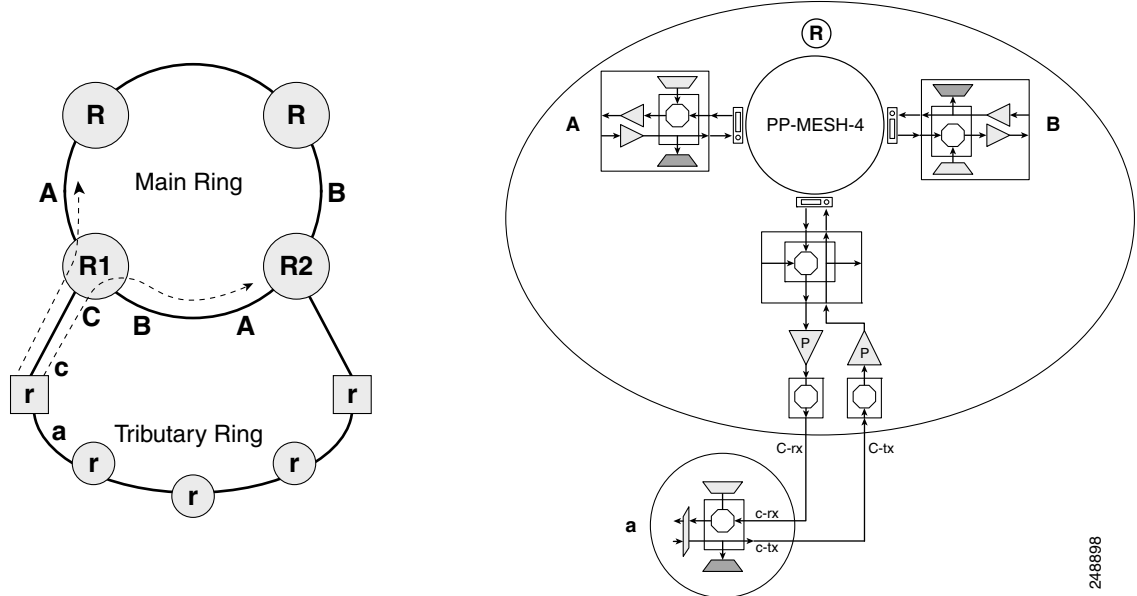 R
R
A
Main Ring
B
R1
R2
C
B
A
c
r
r
a
Tributary Ring
r
r
r
R
A
PP-MESH-4
B
P
P
C-rx
C-tx
a
c-rx
c-tx
248898